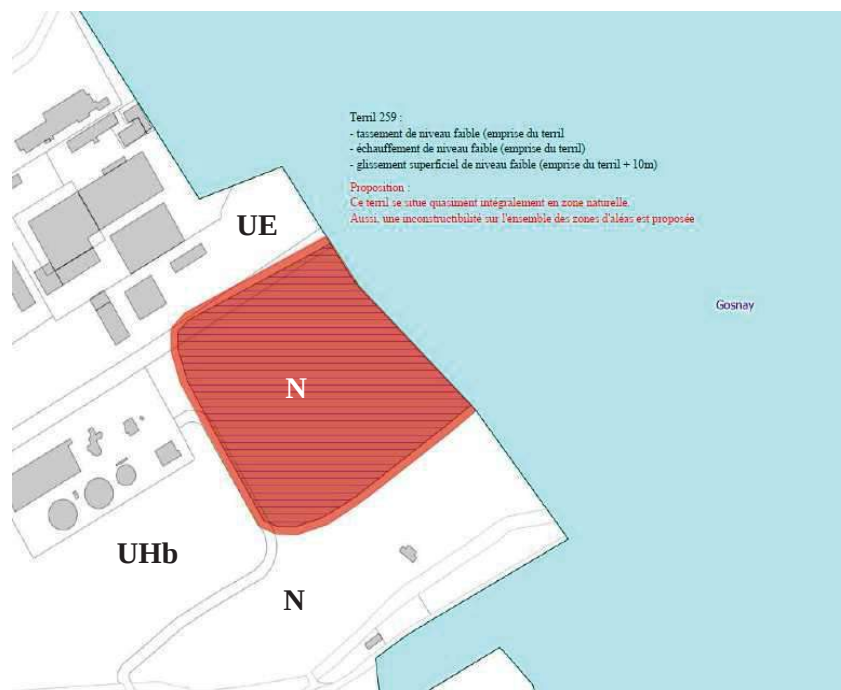 Terril 259 :
- tassement de niveau faible (emprise du terril
- échauffement de niveau faible (emprise du terril)
- glissement superficiel de niveau faible (emprise du terril + 10m)
Proposition :
Ce terril se situe quasiment intégralement en zone naturelle.
Aussi, une inconstructibilité sur l'ensemble des zones d'aléas est proposée
UE
Gosnay
N
UHb
N